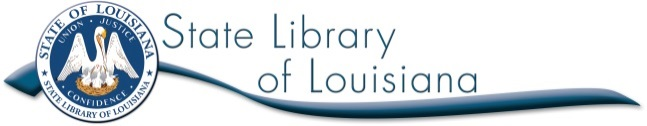 STATE OF LOUISIANA
UNION · JUSTICE
CONFIDENCE
STATE LIBRARY OF LOUISIANA
State Library
of Louisiana